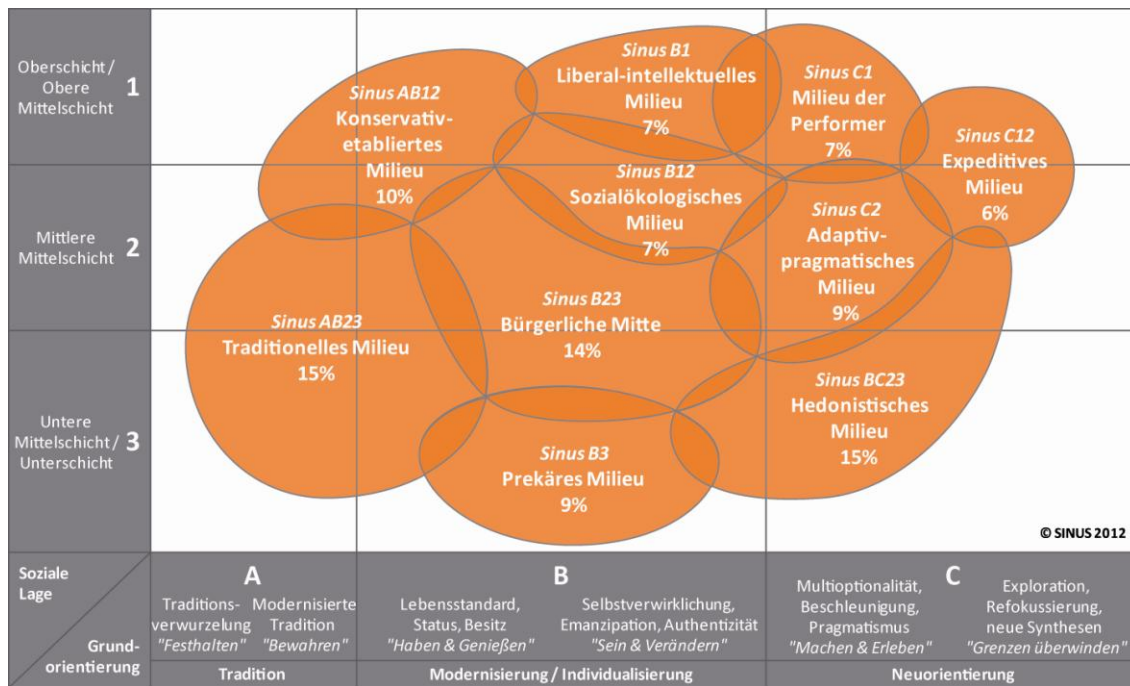 Oberschicht /
Obere
Mittelschicht
1
Mittlere
Mittelschicht
2
Untere
Mittelschicht /
Unterschicht
3
Sinus AB12
Konservativ-
etabliertes
Milieu
10%
Sinus B1
Liberal-intellektuelles
Milieu
7%
Sinus C1
Milieu der
Performer
7%
Sinus C12
Expeditives
Milieu
6%
Sinus B12
Sozialökologisches
Milieu
7%
Sinus C2
Adaptiv-
pragmatisches
Milieu
9%
Sinus AB23
Traditionelles Milieu
15%
Sinus B23
Bürgerliche Mitte
14%
Sinus BC23
Hedonistisches
Milieu
15%
Sinus B3
Prekäres Milieu
9%
© SINUS 2012
Soziale
Lage
Grund-
orientierung
A
Traditions-
verwurzelung
"Festhalten"
Modernisierte
Tradition
"Bewahren"
Tradition
B
Lebensstandard,
Status, Besitz
"Haben & Genießen"
Selbstverwirklichung,
Emanzipation, Authentizität
"Sein & Verändern"
Modernisierung / Individualisierung
C
Multioptionalität,
Beschleunigung,
Pragmatismus
"Machen & Erleben"
Exploration,
Refokussierung,
neue Synthesen
"Grenzen überwinden"
Neuorientierung